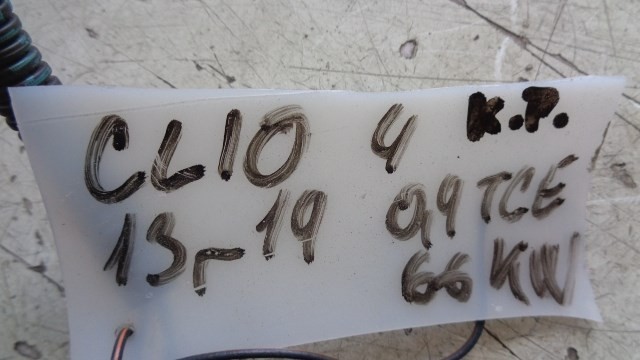 CLIO 4 K.P.
13r 19 0,9 TCE
66 KW